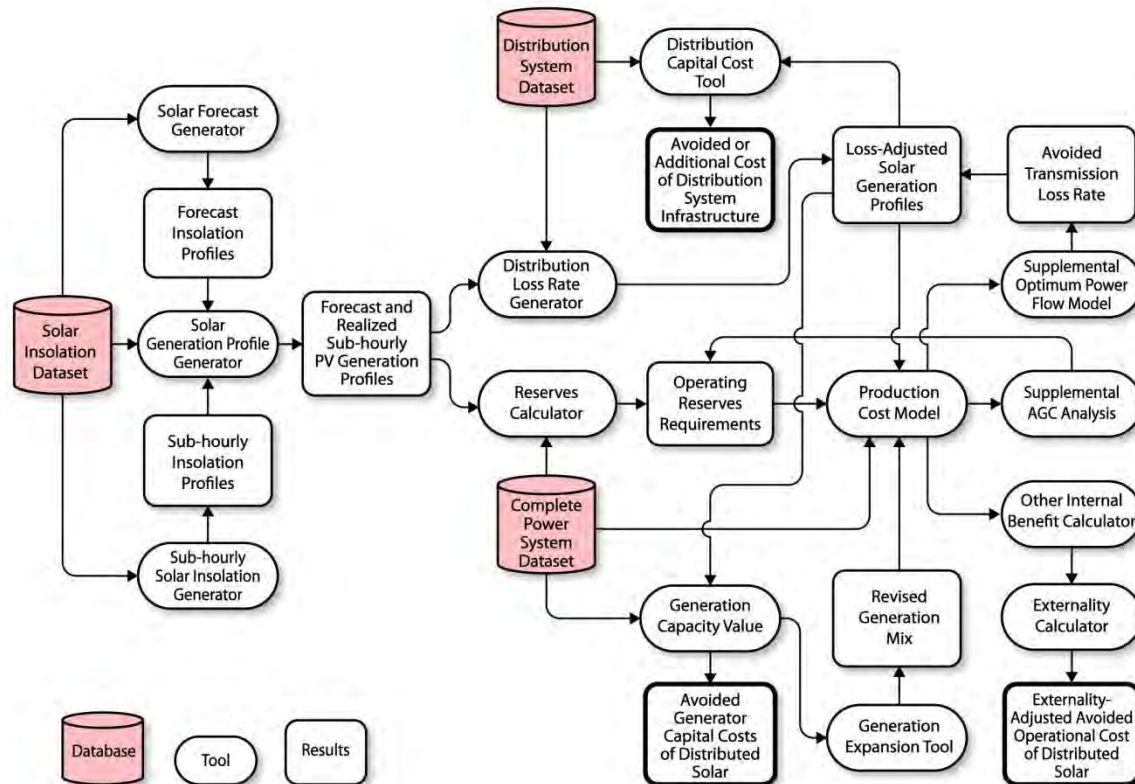 Distribution
System
Dataset
Distribution
Capital Cost
Tool
Solar Forecast
Generator
Avoided or
Additional Cost
of Distribution
System
Infrastructure
Loss-Adjusted
Solar
Generation
Profiles
Avoided
Transmission
Loss Rate
Forecast
Insolation
Profiles
Distribution
Loss Rate
Generator
Supplemental
Optimum Power
Flow Model
Solar
Insolation
Dataset
Solar
Generation Profile
Generator
Forecast and
Realized
Sub-hourly
PV Generation
Profiles
Reserves
Calculator
Operating
Reserves
Requirements
Production
Cost Model
Supplemental
AGC Analysis
Sub-hourly
Insolation
Profiles
Complete
Power
System
Dataset
Other Internal
Benefit Calculator
Sub-hourly
Solar Insolation
Generator
Generation
Capacity Value
Revised
Generation
Mix
Externality
Calculator
Avoided
Generator
Capital Costs
of Distributed
Solar
Generation
Expansion Tool
Externality-
Adjusted Avoided
Operational Cost
of Distributed
Solar
Database
Tool
Results